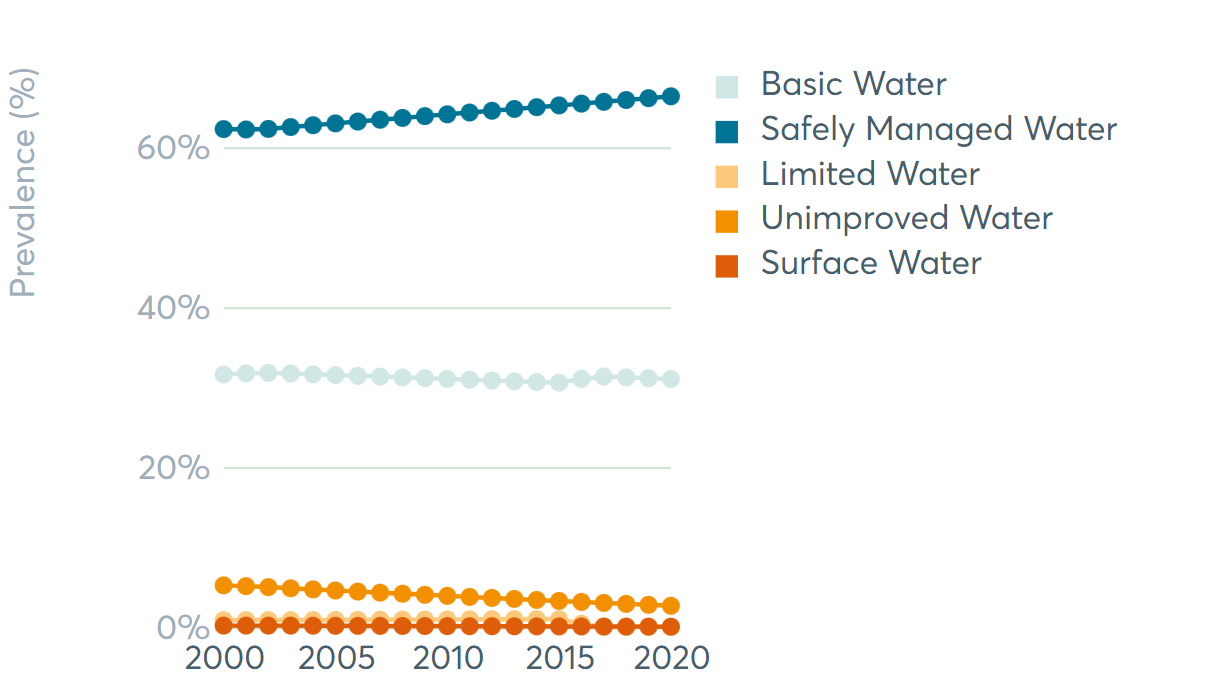 Prevalence (%)
60%
40%
20%
0%
2000 2005 2010 2015 2020
Basic Water
Safely Managed Water
Limited Water
Unimproved Water
Surface Water